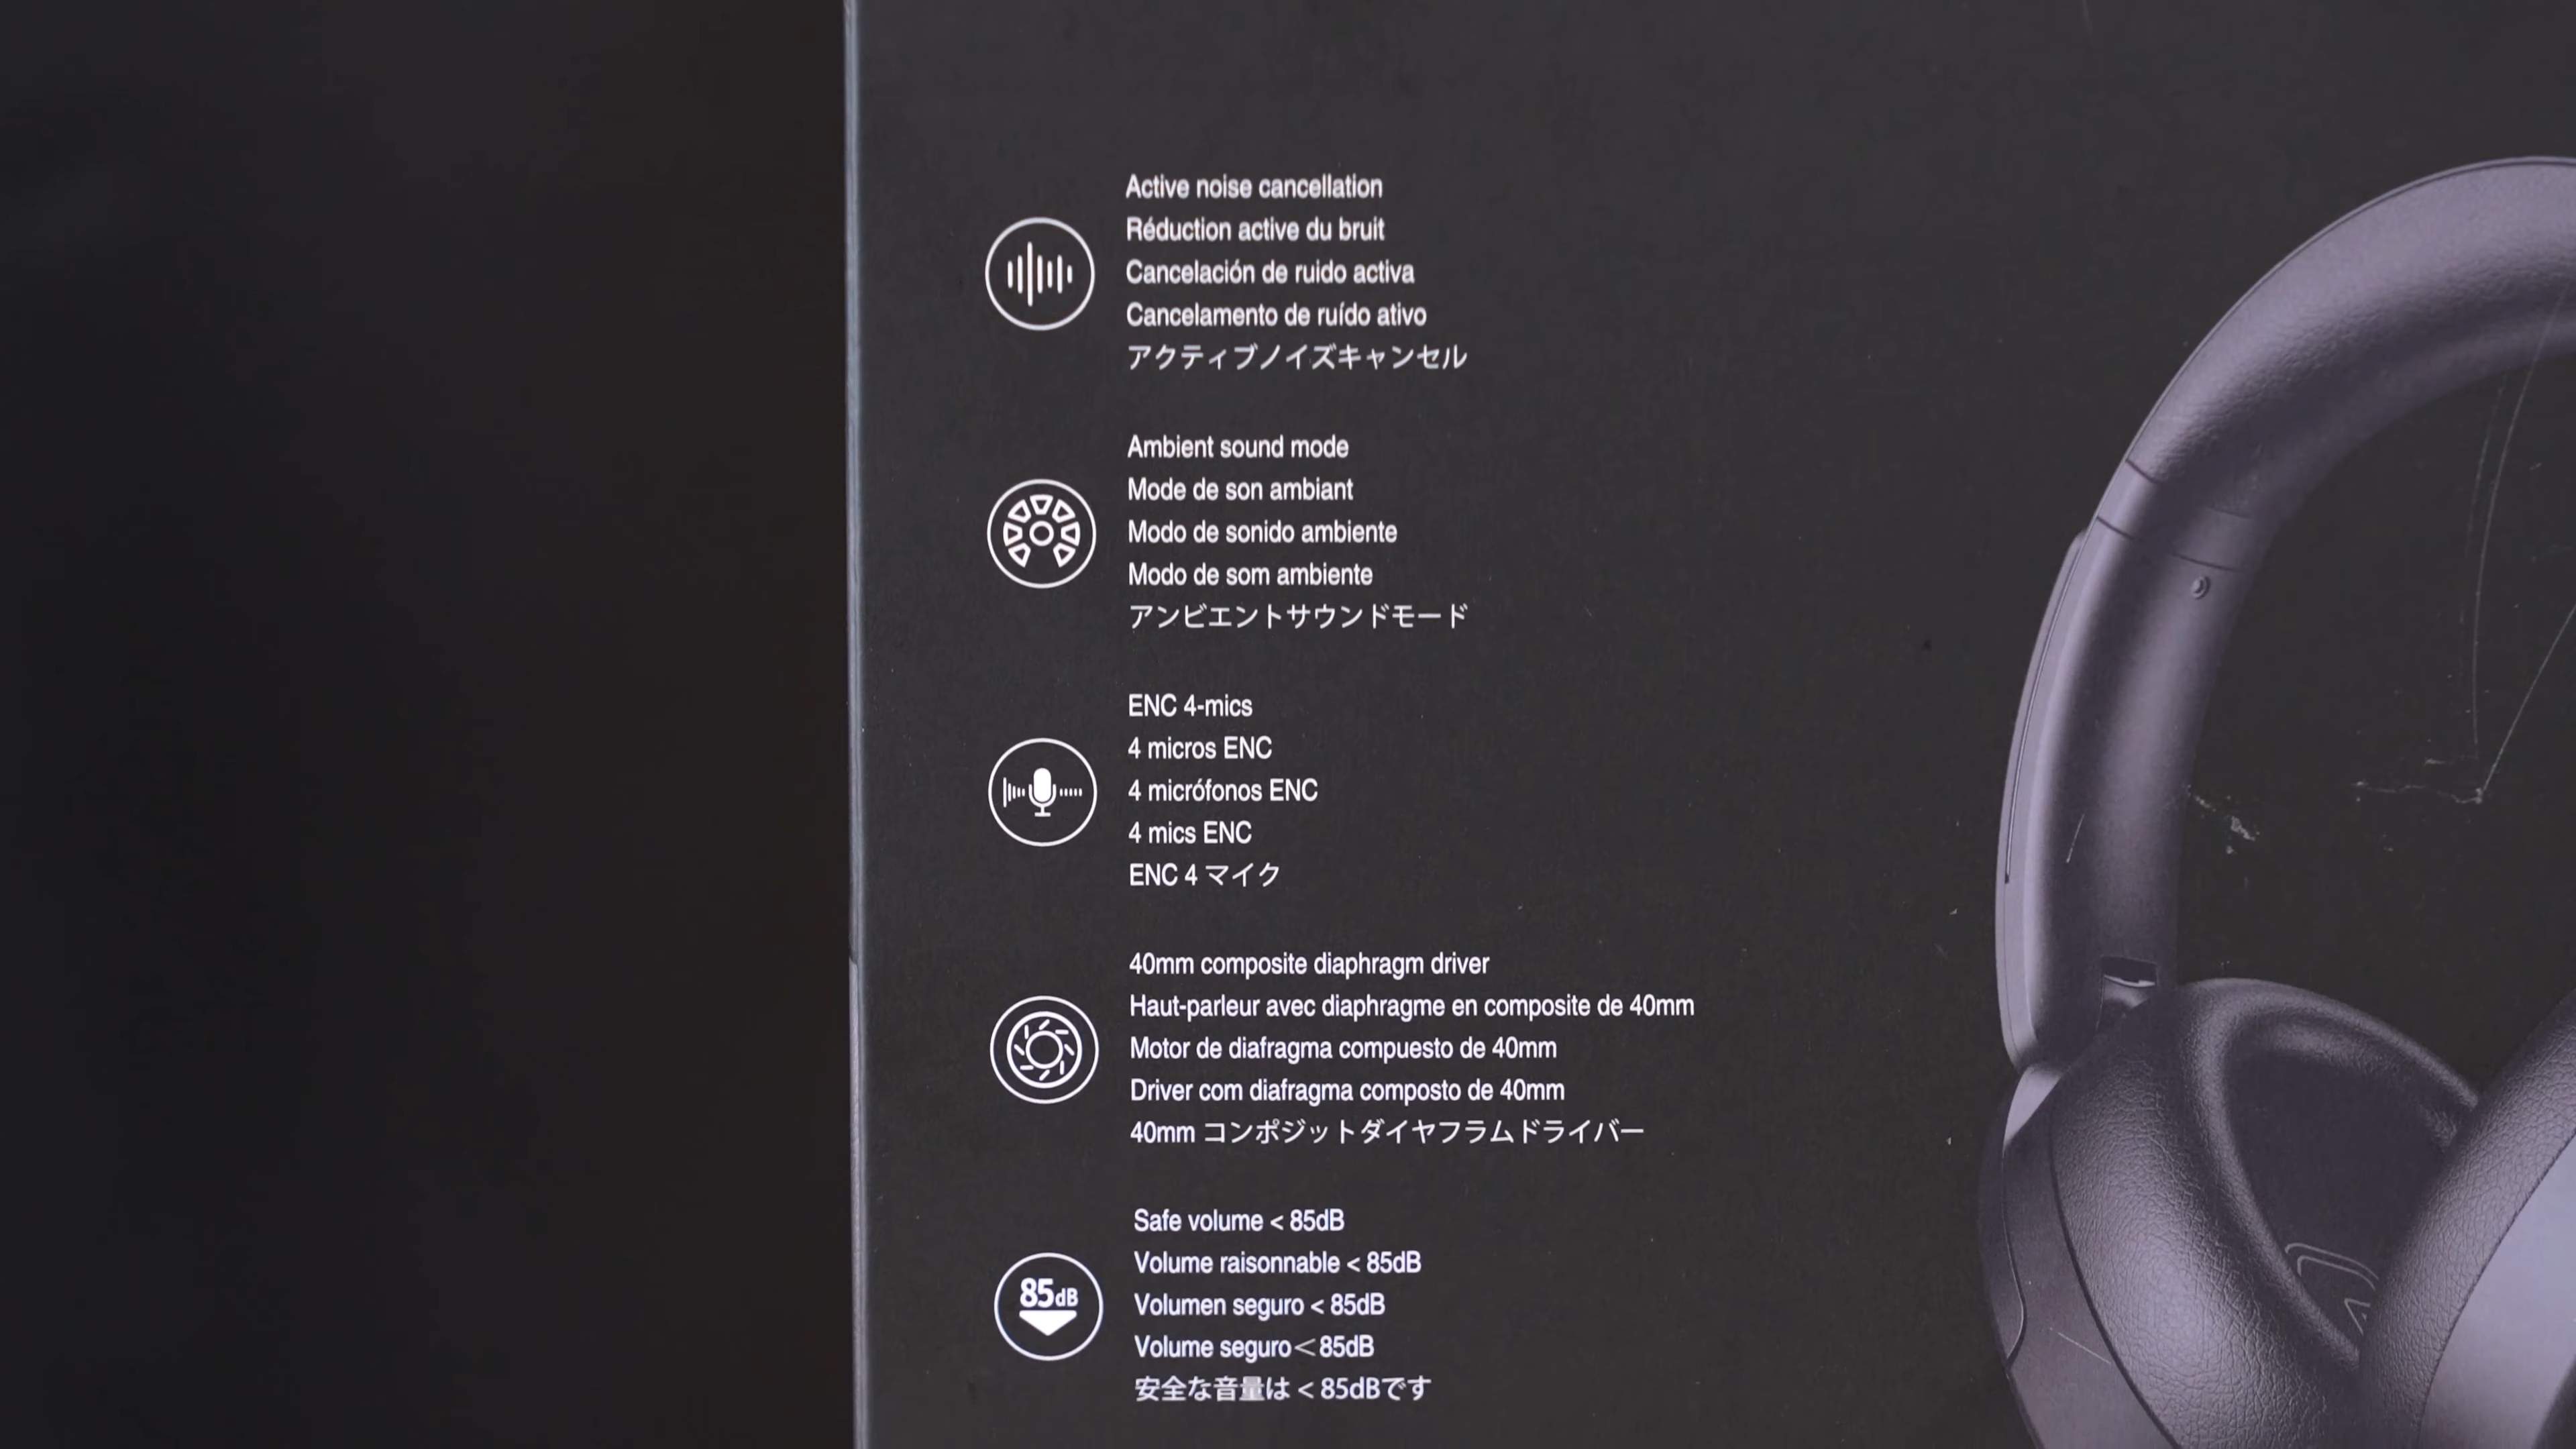 Active noise cancellation
Réduction active du bruit
Cancelación de ruido activa
Cancelamento de ruído ativo
アクティブノイズキャンセル
Ambient sound mode
Mode de son ambiant
Modo de sonido ambiente
Modo de som ambiente
アンビエントサウンドモード
ENC 4-mics
4 micros ENC
4 micrófonos ENC
4 mics ENC
ENC 4 マイク
40mm composite diaphragm driver
Haut-parleur avec diaphragme en composite de 40mm
Motor de diafragma compuesto de 40mm
Driver com diafragma composto de 40mm
40mm コンポジットダイヤフラムドライバー
85dB
Safe volume < 85dB
Volume raisonnable < 85dB
Volumen seguro < 85dB
Volume seguro＜85dB
安全な音量は < 85dBです